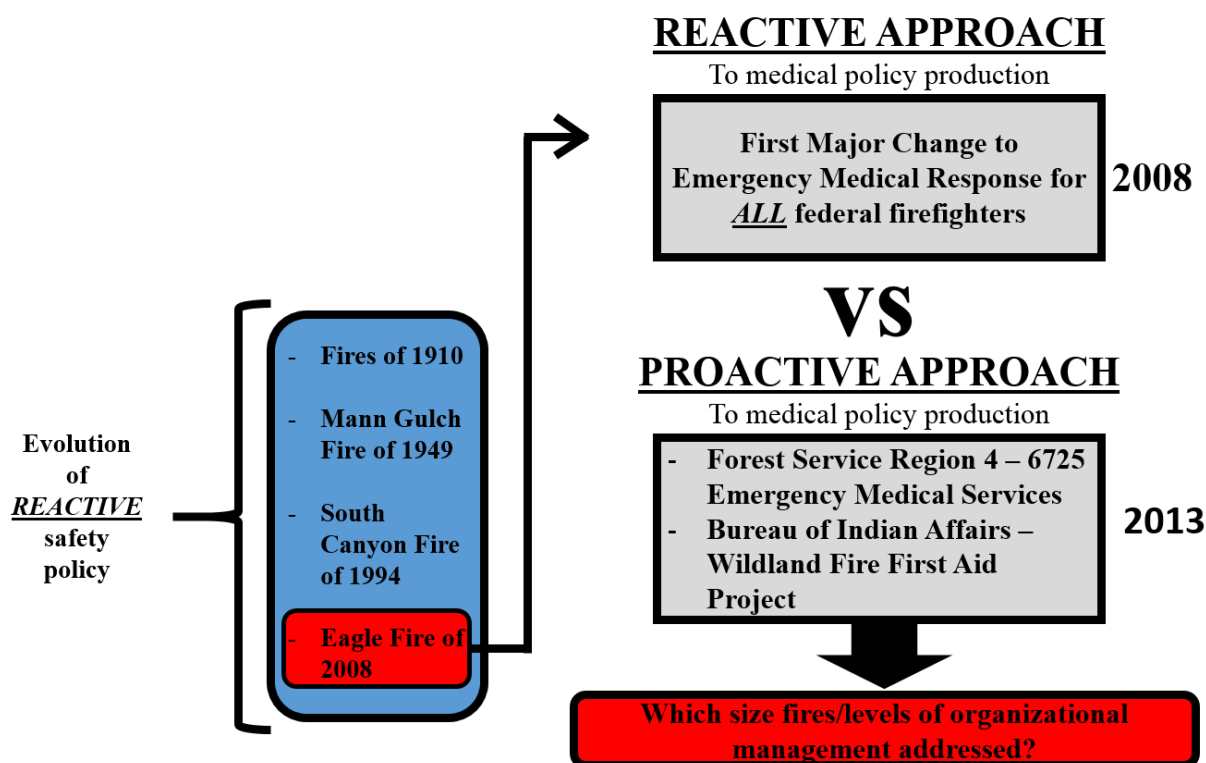 Evolution
of
REACTIVE
safety
policy
- Fires of 1910
- Mann Gulch
Fire of 1949
- South
Canyon Fire
of 1994
- Eagle Fire of
2008
REACTIVE APPROACH
To medical policy production
First Major Change to
Emergency Medical Response for
ALL federal firefighters
2008
VS
PROACTIVE APPROACH
To medical policy production
- Forest Service Region 4 – 6725
Emergency Medical Services
- Bureau of Indian Affairs –
Wildland Fire First Aid
Project
2013
Which size fires/levels of organizational
management addressed?